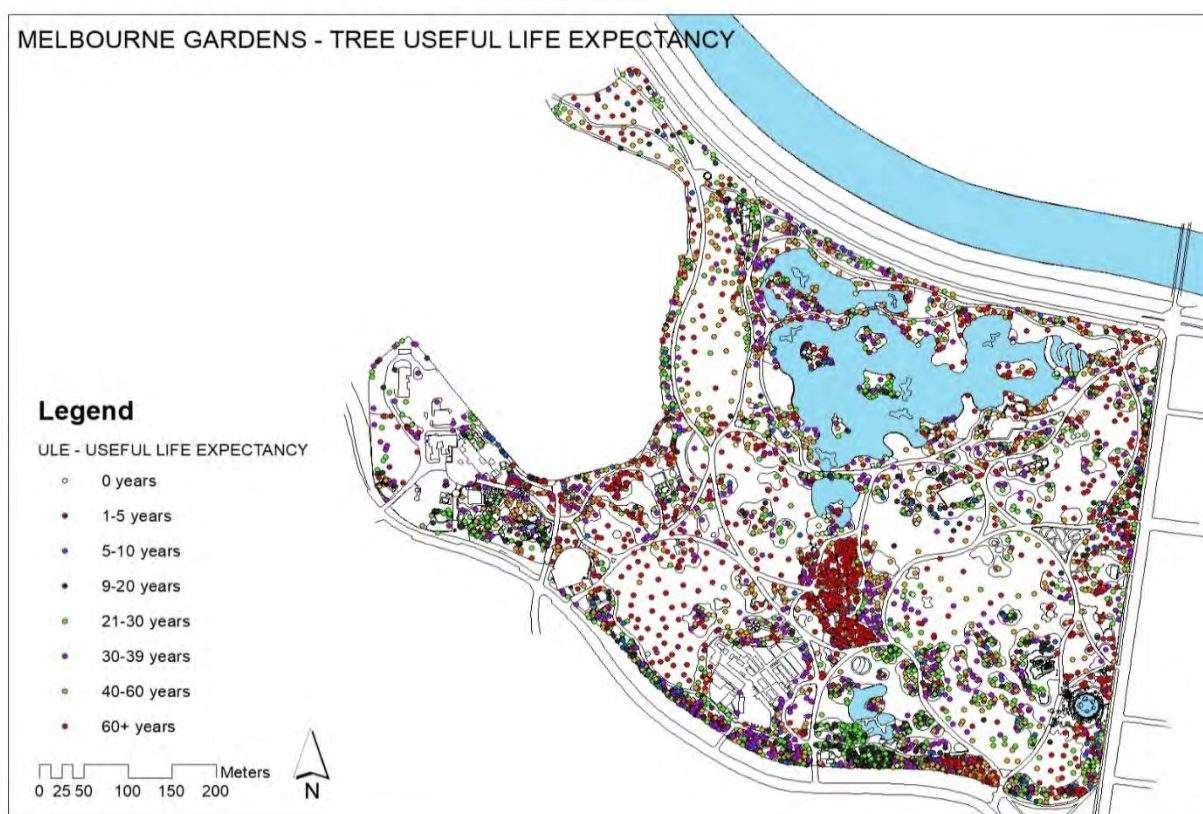 MELBOURNE GARDENS - TREE USEFUL LIFE EXPECTANCY
Legend
ULE - USEFUL LIFE EXPECTANCY
0 years
1-5 years
5-10 years
9-20 years
21-30 years
30-39 years
40-60 years
60+ years
Meters
0 25 50 100 150 200
N